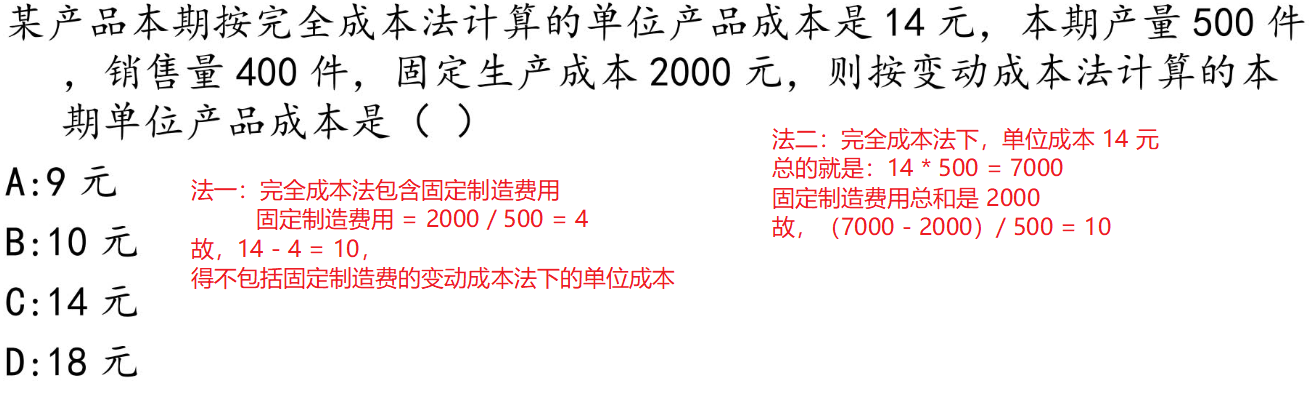 某产品本期按完全成本法计算的单位产品成本是 14 元，本期产量 500 件
，销售量 400 件，固定生产成本 2000 元，则按变动成本法计算的本
期单位产品成本是（ ）
A:9 元
B:10 元
C:14 元
D:18 元
法一：完全成本法包含固定制造费用
固定制造费用 = 2000 / 500 = 4
故，14 - 4 = 10，
得不包括固定制造费的变动成本法下的单位成本
法二：完全成本法下，单位成本 14 元
总的就是：14 * 500 = 7000
固定制造费用总和是 2000
故，（7000 - 2000）/ 500 = 10